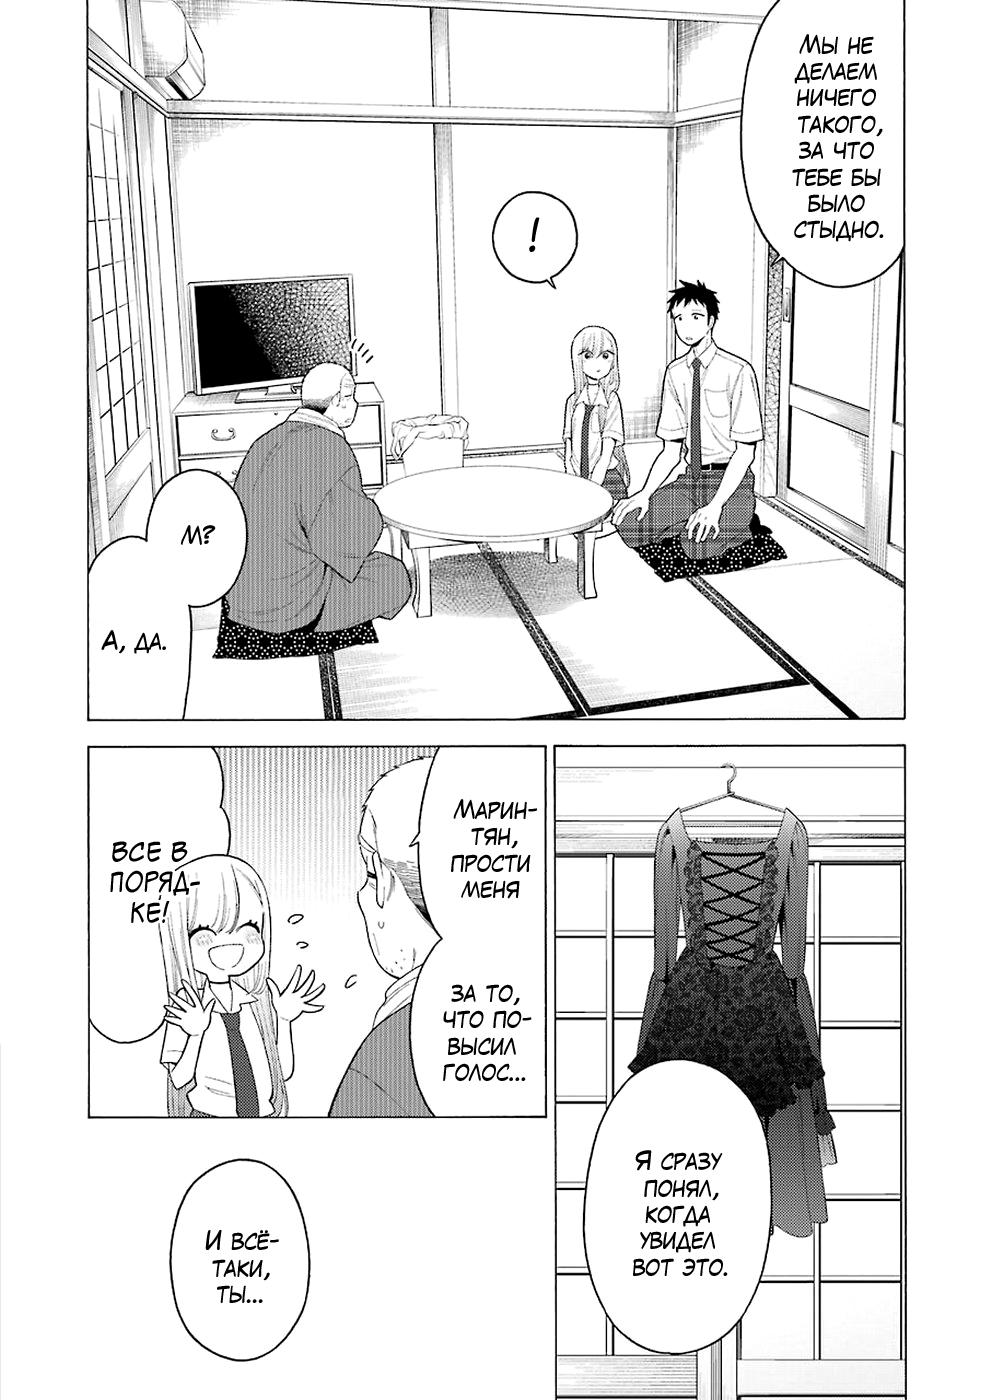 Мы не
делаем
ничего
такого,
за что
тебе бы
было
стыдно.
!
М?
А, да.
Я сразу
понял,
когда
увидел
вот это.
Марин-
тян,
прости
меня
за то,
что по-
высил
голос...
Все в
поряд-
ке!
И всё-
таки,
ты...